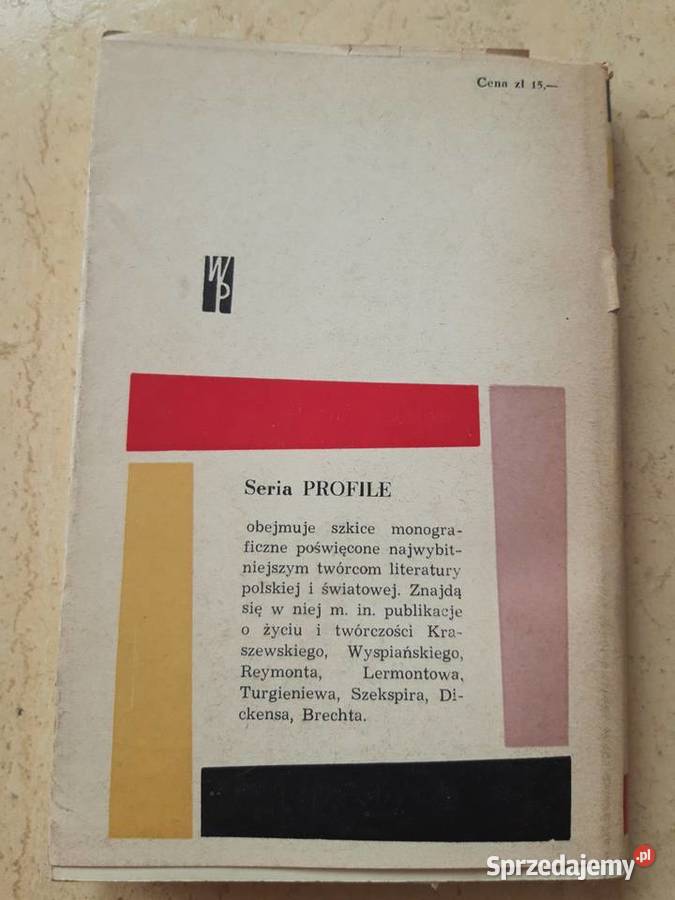 Cena zł 15,—
WP
Seria PROFILE
obejmuje szkice monogra-
ficzne poświęcone najwybit-
niejszym twórcom literatury
polskiej i światowej. Znajdą
się w niej m. in. publikacje
o życiu i twórczości Kra-
szewskiego, Wyspiańskiego,
Reymonta, Lermontowa,
Turgieniewa, Szekspira, Di-
ckensa, Brechta.
Sprzedajemy.pl